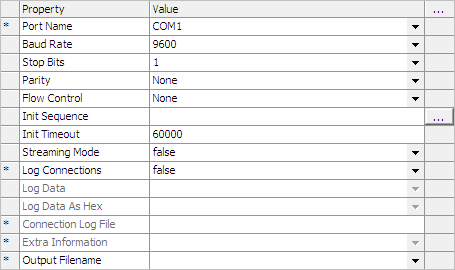 Property Value ...
* Port Name COM1
Baud Rate 9600
Stop Bits 1
Parity None
Flow Control None
Init Sequence ...
Init Timeout 60000
Streaming Mode false
* Log Connections false
Log Data
Log Data As Hex
* Connection Log File
* Extra Information
* Output Filename